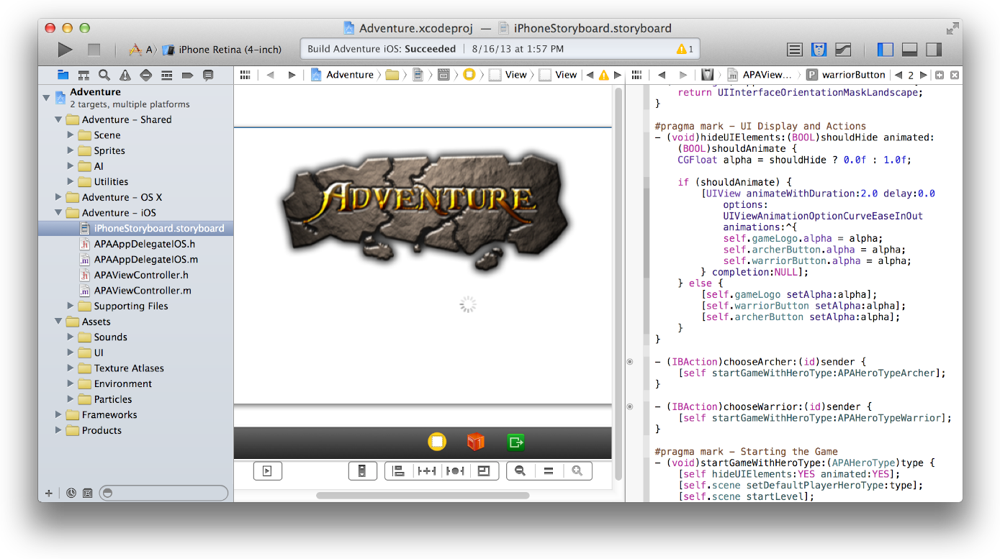 Adventure.xcodeproj — iPhoneStoryboard.storyboard
A⟩ iPhone Retina (4-inch)
Build Adventure iOS: Succeeded | 8/16/13 at 1:57 PM
1
Adventure
View
View
APAView...
P warriorButton
2
Adventure
2 targets, multiple platforms
Adventure – Shared
Scene
Sprites
AI
Utilities
Adventure – OS X
Adventure – iOS
iPhoneStoryboard.storyboard
APAAppDelegateIOS.h
APAAppDelegateIOS.m
APAViewController.h
APAViewController.m
Supporting Files
Assets
Sounds
UI
Texture Atlases
Environment
Particles
Frameworks
Products
ADVENTURE
return UIInterfaceOrientationMaskLandscape;
}
#pragma mark - UI Display and Actions
- (void)hideUIElements:(BOOL)shouldHide animated:
(BOOL)shouldAnimate {
CGFloat alpha = shouldHide ? 0.0f : 1.0f;
if (shouldAnimate) {
[UIView animateWithDuration:2.0 delay:0.0
options:
UIViewAnimationOptionCurveEaseInOut
animations:^{
self.gameLogo.alpha = alpha;
self.archerButton.alpha = alpha;
self.warriorButton.alpha = alpha;
} completion:NULL];
} else {
[self.gameLogo setAlpha:alpha];
[self.warriorButton setAlpha:alpha];
[self.archerButton setAlpha:alpha];
}
}
- (IBAction)chooseArcher:(id)sender {
[self startGameWithHeroType:APAHeroTypeArcher];
}
- (IBAction)chooseWarrior:(id)sender {
[self startGameWithHeroType:APAHeroTypeWarrior];
}
#pragma mark - Starting the Game
- (void)startGameWithHeroType:(APAHeroType)type {
[self hideUIElements:YES animated:YES];
[self.scene setDefaultPlayerHeroType:type];
[self.scene startLevel];